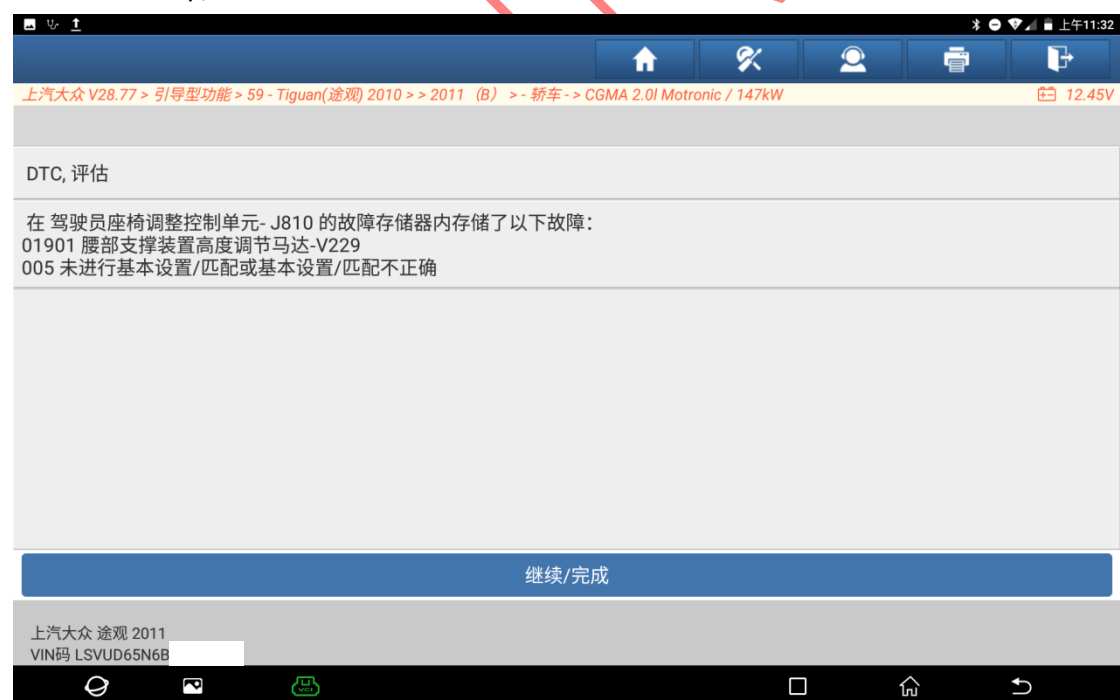 上午11:32
上汽大众 V28.77 > 引导型功能 > 59 - Tiguan(途观) 2010 > > 2011（B） > - 轿车 - > CGMA 2.0l Motronic / 147kW
12.45V
DTC, 评估
在 驾驶员座椅调整控制单元- J810 的故障存储器内存储了以下故障：
01901 腰部支撑装置高度调节马达-V229
005 未进行基本设置/匹配或基本设置/匹配不正确
继续/完成
上汽大众 途观 2011
VIN码 LSVUD65N6B
VCI